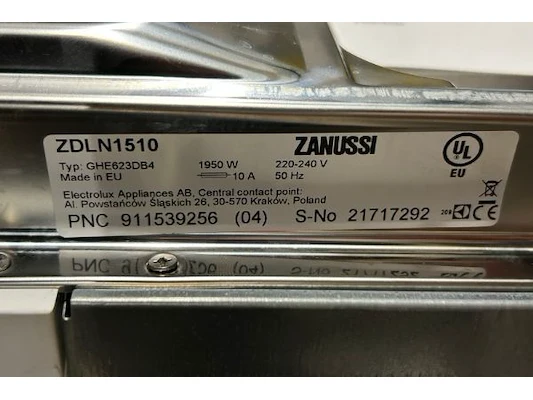 ZDLN1510
ZANUSSI
UL
EU
Typ: GHE623DB4
1950 W
220-240 V
Made in EU
10 A
50 Hz
Electrolux Appliances AB, Central contact point:
Al. Powstańców Śląskich 26, 30-570 Kraków, Poland
PNC 911539256 (04) S-No 21717292